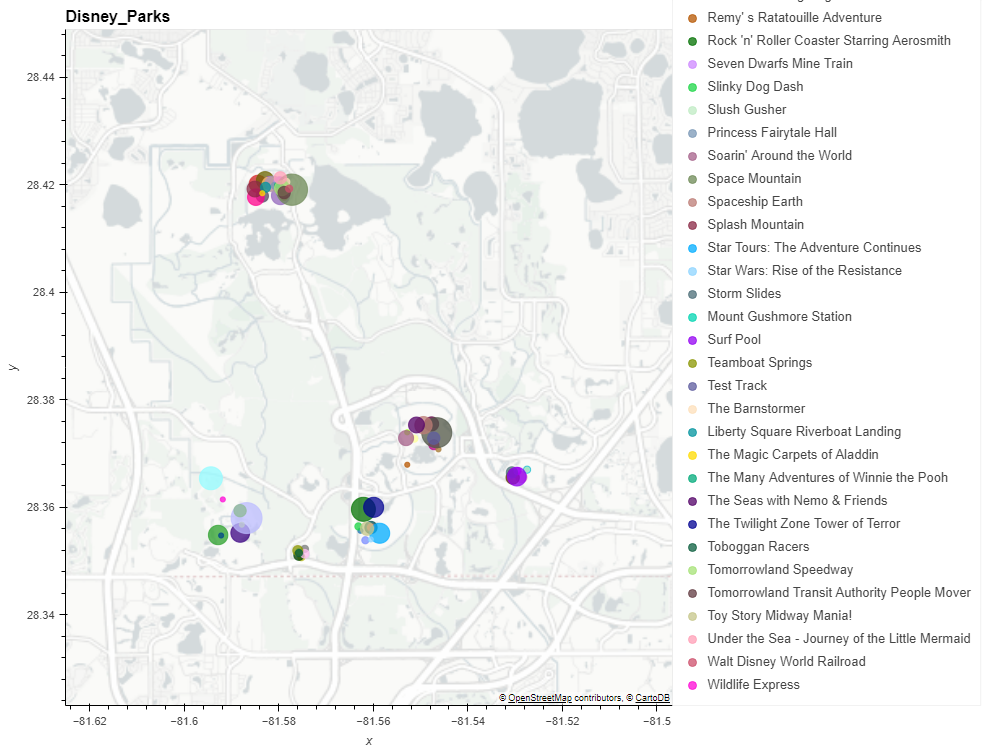 Disney_Parks
28.44
28.42
28.4
28.38
28.36
28.34
y
−81.62
−81.6
−81.58
−81.56
−81.54
−81.52
−81.5
x
© OpenStreetMap contributors, © CartoDB
Remy' s Ratatouille Adventure
Rock 'n' Roller Coaster Starring Aerosmith
Seven Dwarfs Mine Train
Slinky Dog Dash
Slush Gusher
Princess Fairytale Hall
Soarin' Around the World
Space Mountain
Spaceship Earth
Splash Mountain
Star Tours: The Adventure Continues
Star Wars: Rise of the Resistance
Storm Slides
Mount Gushmore Station
Surf Pool
Teamboat Springs
Test Track
The Barnstormer
Liberty Square Riverboat Landing
The Magic Carpets of Aladdin
The Many Adventures of Winnie the Pooh
The Seas with Nemo & Friends
The Twilight Zone Tower of Terror
Toboggan Racers
Tomorrowland Speedway
Tomorrowland Transit Authority People Mover
Toy Story Midway Mania!
Under the Sea - Journey of the Little Mermaid
Walt Disney World Railroad
Wildlife Express